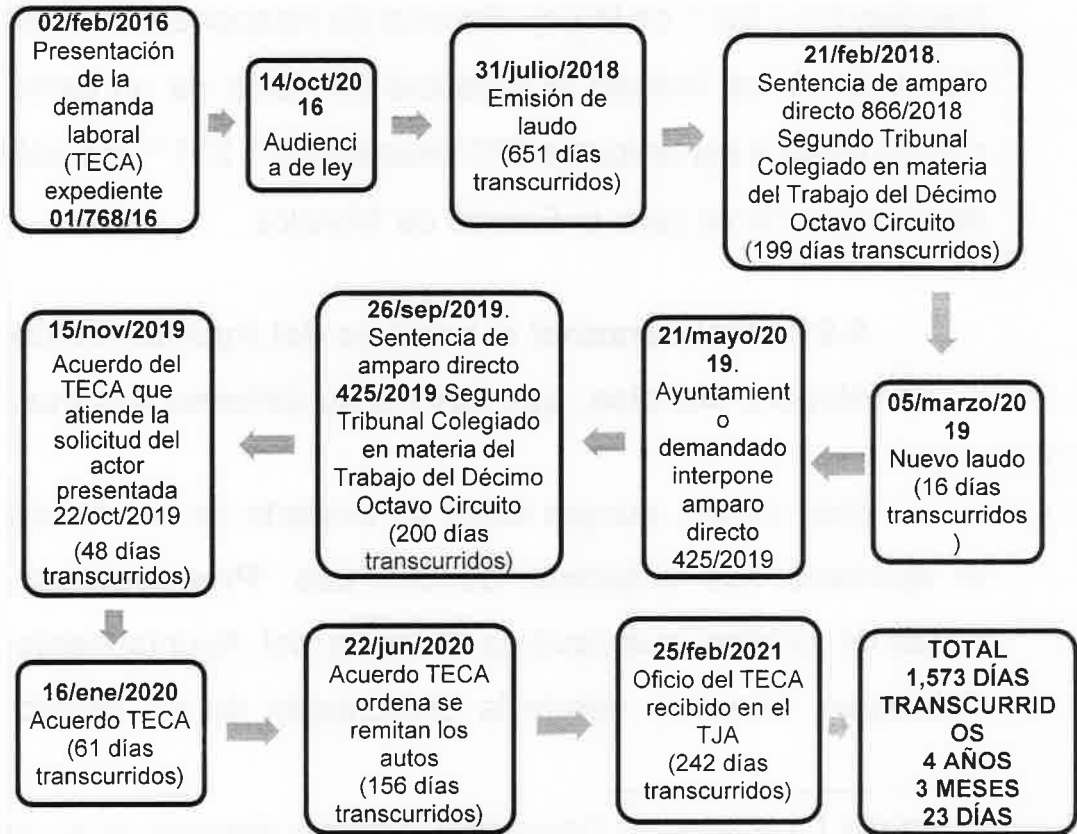 02/feb/2016
Presentación
de la
demanda
laboral
(TECA)
expediente
01/768/16
14/oct/20
16
Audienci
a de ley
31/julio/2018
Emisión de
laudo
(651 días
transcurridos)
21/feb/2018.
Sentencia de amparo
directo 866/2018
Segundo Tribunal
Colegiado en materia
del Trabajo del Décimo
Octavo Circuito
(199 días transcurridos)
05/marzo/20
19
Nuevo laudo
(16 días
transcurridos
)
21/mayo/20
19.
Ayuntamient
o
demandado
interpone
amparo
directo
425/2019
26/sep/2019.
Sentencia de
amparo directo
425/2019 Segundo
Tribunal Colegiado
en materia del
Trabajo del Décimo
Octavo Circuito
(200 días
transcurridos)
15/nov/2019
Acuerdo del
TECA que
atiende la
solicitud del
actor
presentada
22/oct/2019
(48 días
transcurridos)
16/ene/2020
Acuerdo TECA
(61 días
transcurridos)
22/jun/2020
Acuerdo TECA
ordena se
remitan los
autos
(156 días
transcurridos)
25/feb/2021
Oficio del TECA
recibido en el
TJA
(242 días
transcurridos)
TOTAL
1,573 DÍAS
TRANSCURRID
OS
4 AÑOS
3 MESES
23 DÍAS